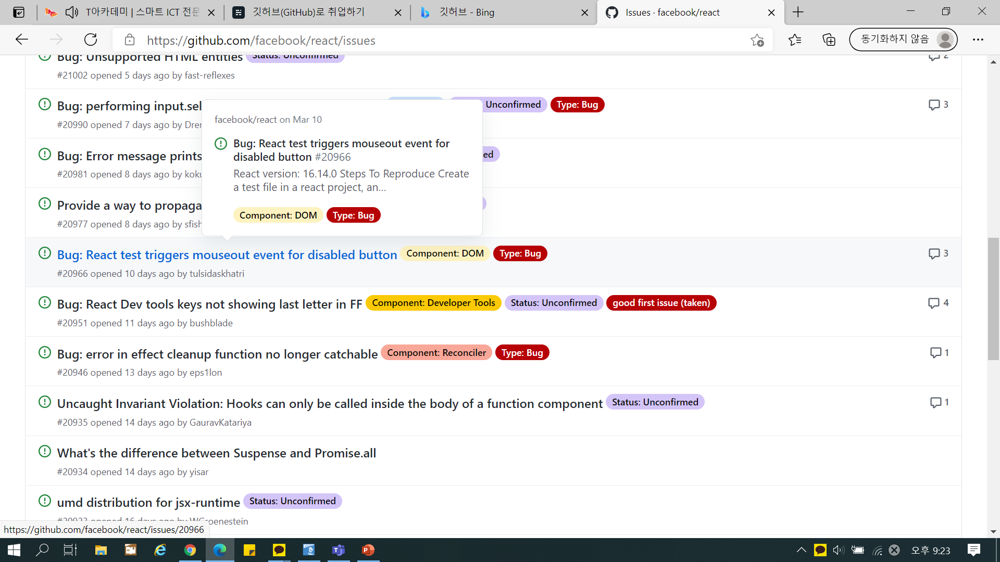 T아카데미 | 스마트 ICT 전문
깃허브(GitHub)로 취업하기
깃허브 - Bing
Issues · facebook/react
https://github.com/facebook/react/issues
동기화하지 않음
Bug: Unsupported HTML entities Status: Unconfirmed 2
#21002 opened 5 days ago by fast-reflexes
Bug: performing input.sel Unconfirmed Type: Bug 3
#20990 opened 7 days ago by
facebook/react on Mar 10
Bug: React test triggers mouseout event for
disabled button #20966
React version: 16.14.0 Steps To Reproduce Create
a test file in a react project, an...
Component: DOM Type: Bug
Bug: Error message prints ed
#20981 opened 8 days ago by
Provide a way to propaga
#20977 opened 8 days ago by sfish
Bug: React test triggers mouseout event for disabled button Component: DOM Type: Bug 3
#20966 opened 10 days ago by tulsidaskhatri
Bug: React Dev tools keys not showing last letter in FF Component: Developer Tools Status: Unconfirmed good first issue (taken) 4
#20951 opened 11 days ago by bushblade
Bug: error in effect cleanup function no longer catchable Component: Reconciler Type: Bug 1
#20946 opened 13 days ago by eps1lon
Uncaught Invariant Violation: Hooks can only be called inside the body of a function component Status: Unconfirmed 1
#20935 opened 14 days ago by GauravKatariya
What's the difference between Suspense and Promise.all
#20934 opened 14 days ago by yisar
umd distribution for jsx-runtime Status: Unconfirmed
#20923 opened 16 days ago by WGroenestein
https://github.com/facebook/react/issues/20966
오후 9:23